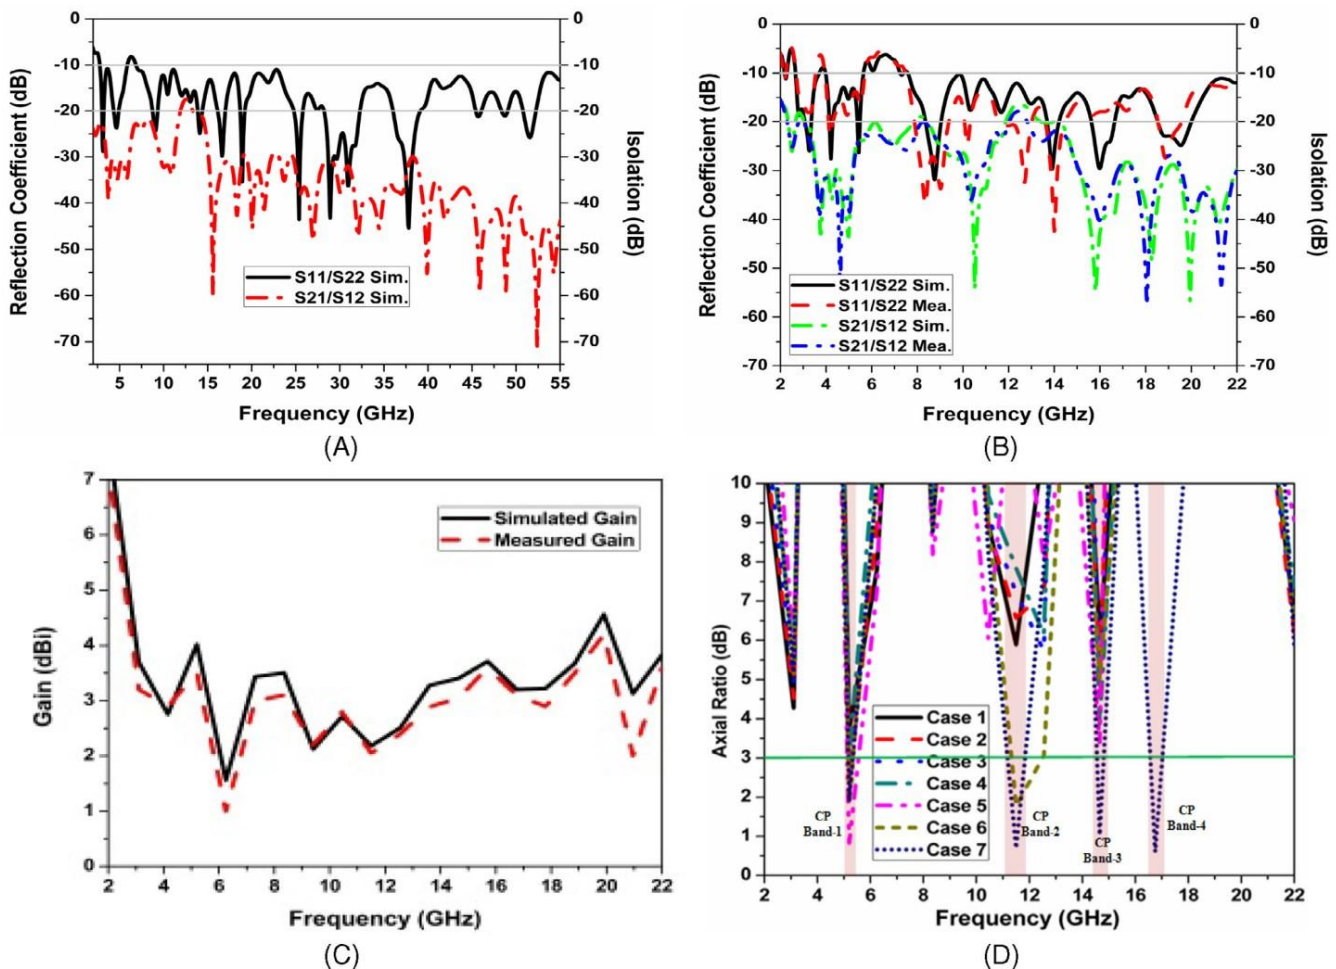 0
-10
-20
-30
-40
-50
-60
-70
Reflection Coefficient (dB)
S11/S22 Sim.
S21/S12 Sim.
0
-10
-20
-30
-40
-50
-60
-70
Isolation (dB)
5 10 15 20 25 30 35 40 45 50 55
Frequency (GHz)
(A)
0
-10
-20
-30
-40
-50
-60
-70
Reflection Coefficient (dB)
S11/S22 Sim.
S11/S22 Mea.
S21/S12 Sim.
S21/S12 Mea.
0
-10
-20
-30
-40
-50
-60
-70
Isolation (dB)
2 4 6 8 10 12 14 16 18 20 22
Frequency (GHz)
(B)
7
6
5
4
3
2
1
0
Gain (dBi)
Simulated Gain
Measured Gain
2 4 6 8 10 12 14 16 18 20 22
Frequency (GHz)
(C)
10
9
8
7
6
5
4
3
2
1
0
Axial Ratio (dB)
Case 1
Case 2
Case 3
Case 4
Case 5
Case 6
Case 7
CP
Band-1
CP
Band-2
CP
Band-3
CP
Band-4
2 4 6 8 10 12 14 16 18 20 22
Frequency (GHz)
(D)